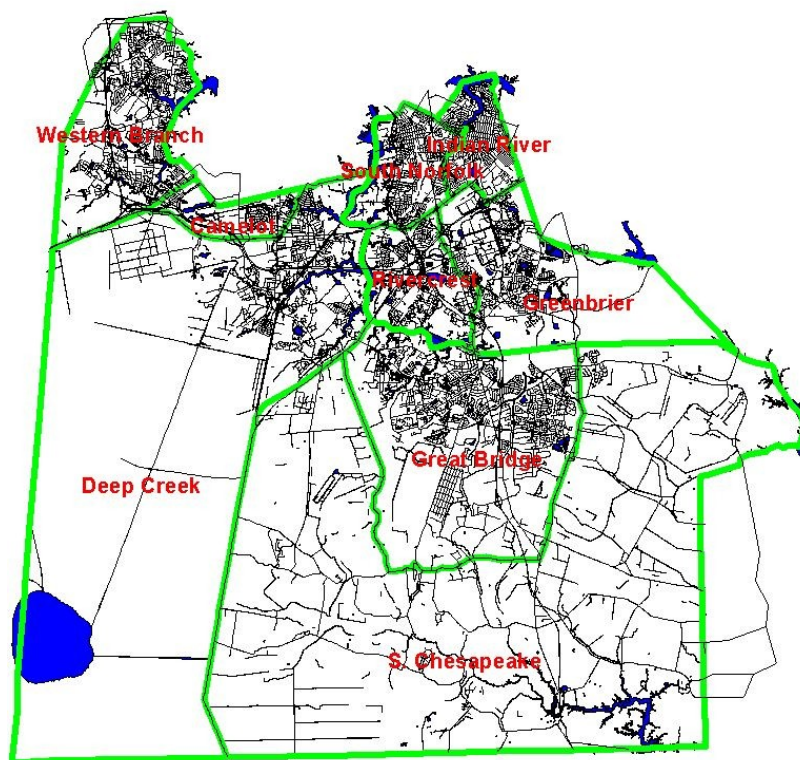 Western Branch
Indian River
South Norfolk
Camelot
Rivercrest
Greenbrier
Great Bridge
Deep Creek
S. Chesapeake